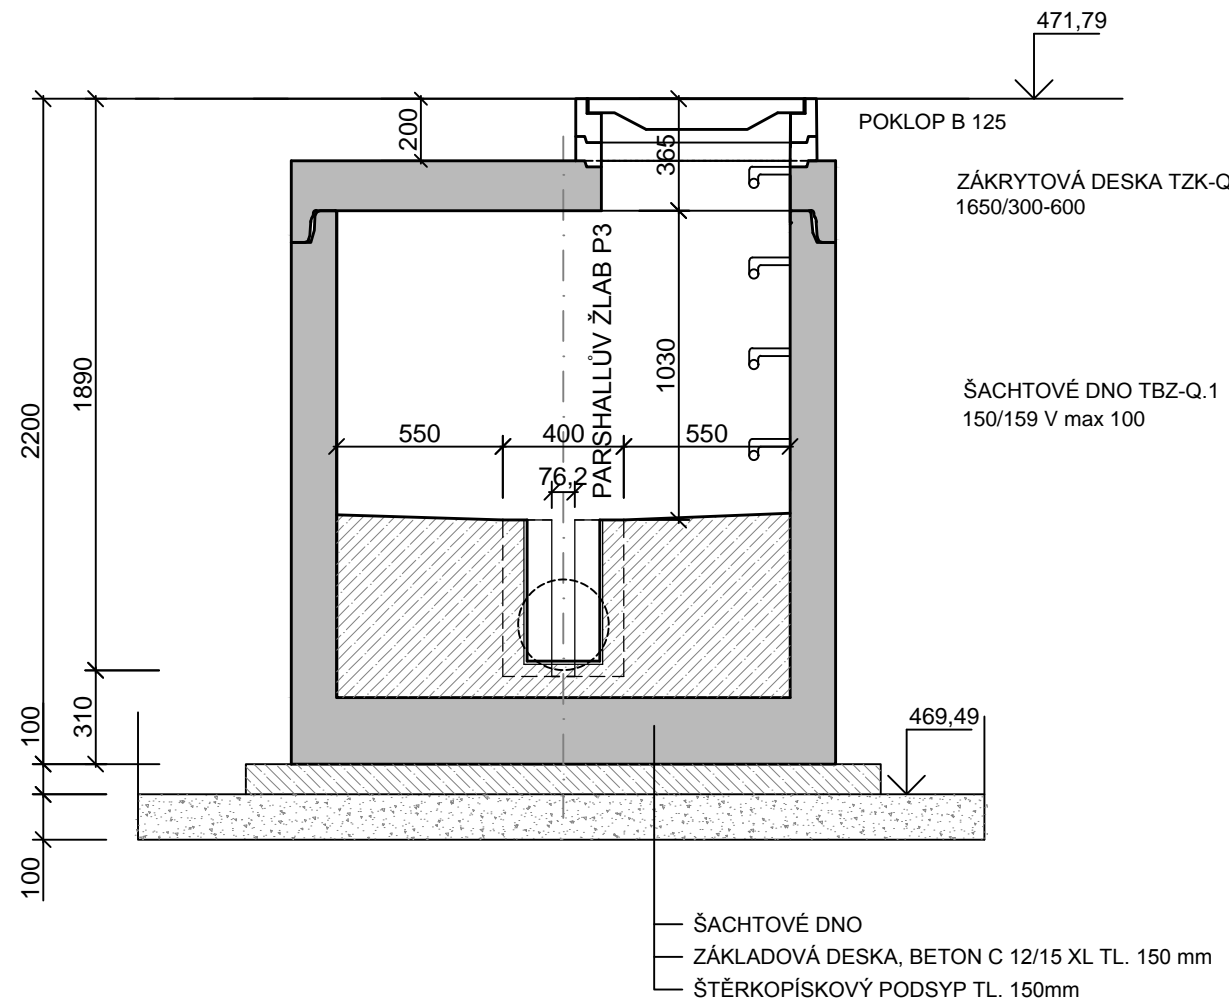 471,79
POKLOP B 125
200
365
ZÁKRYTOVÁ DESKA TZK-Q
1650/300-600
PARSHALLŮV ŽLAB P3
1030
1890
2200
ŠACHTOVÉ DNO TBZ-Q.1
150/159 V max 100
550
400
550
76,2
310
100
469,49
100
ŠACHTOVÉ DNO
ZÁKLADOVÁ DESKA, BETON C 12/15 XL TL. 150 mm
ŠTĚRKOPÍSKOVÝ PODSYP TL. 150mm